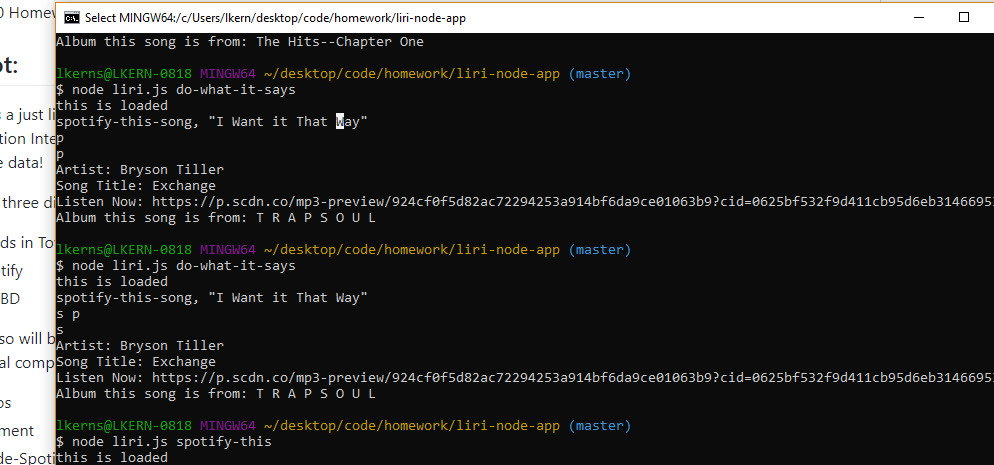 0 Homew
ot:
s a just li
tion Inte
e data!
three di
ds in To
tify
BD
so will b
al comp
os
ment
de-Spoti
Select MINGW64:/c/Users/lkern/desktop/code/homework/liri-node-app
Album this song is from: The Hits--Chapter One
lkerns@LKERN-0818 MINGW64 ~/desktop/code/homework/liri-node-app (master)
$ node liri.js do-what-it-says
this is loaded
spotify-this-song, "I Want it That Way"
p
p
Artist: Bryson Tiller
Song Title: Exchange
Listen Now: https://p.scdn.co/mp3-preview/924cf0f5d82ac72294253a914bf6da9ce01063b9?cid=0625bf532f9d411cb95d6eb3146695
Album this song is from: T R A P S O U L
lkerns@LKERN-0818 MINGW64 ~/desktop/code/homework/liri-node-app (master)
$ node liri.js do-what-it-says
this is loaded
spotify-this-song, "I Want it That Way"
s p
s
Artist: Bryson Tiller
Song Title: Exchange
Listen Now: https://p.scdn.co/mp3-preview/924cf0f5d82ac72294253a914bf6da9ce01063b9?cid=0625bf532f9d411cb95d6eb3146695
Album this song is from: T R A P S O U L
lkerns@LKERN-0818 MINGW64 ~/desktop/code/homework/liri-node-app (master)
$ node liri.js spotify-this
this is loaded